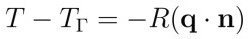 T − T_Γ = −R(𝐪 · 𝐧)